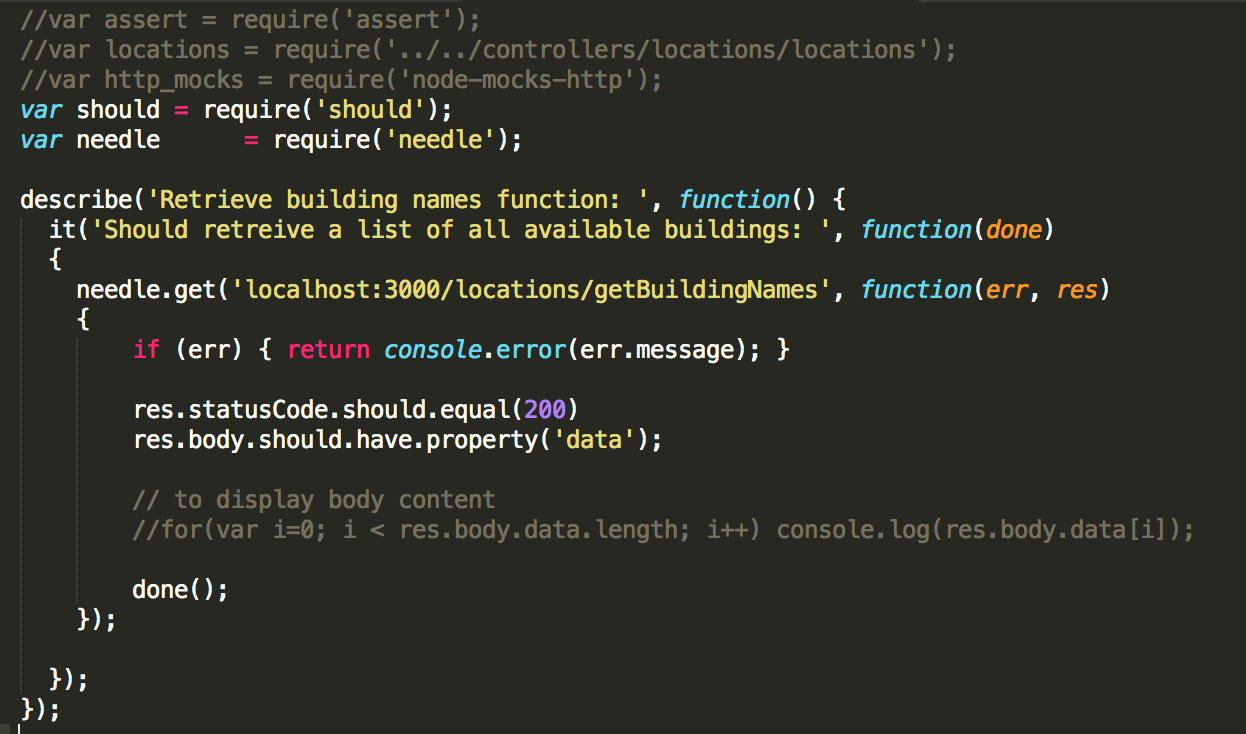 //var assert = require('assert');
//var locations = require('../../controllers/locations/locations');
//var http_mocks = require('node-mocks-http');
var should = require('should');
var needle      = require('needle');

describe('Retrieve building names function: ', function() {
  it('Should retreive a list of all available buildings: ', function(done)
  {
    needle.get('localhost:3000/locations/getBuildingNames', function(err, res)
    {
        if (err) { return console.error(err.message); }

        res.statusCode.should.equal(200)
        res.body.should.have.property('data');

        // to display body content
        //for(var i=0; i < res.body.data.length; i++) console.log(res.body.data[i]);

        done();
    });

  });
});